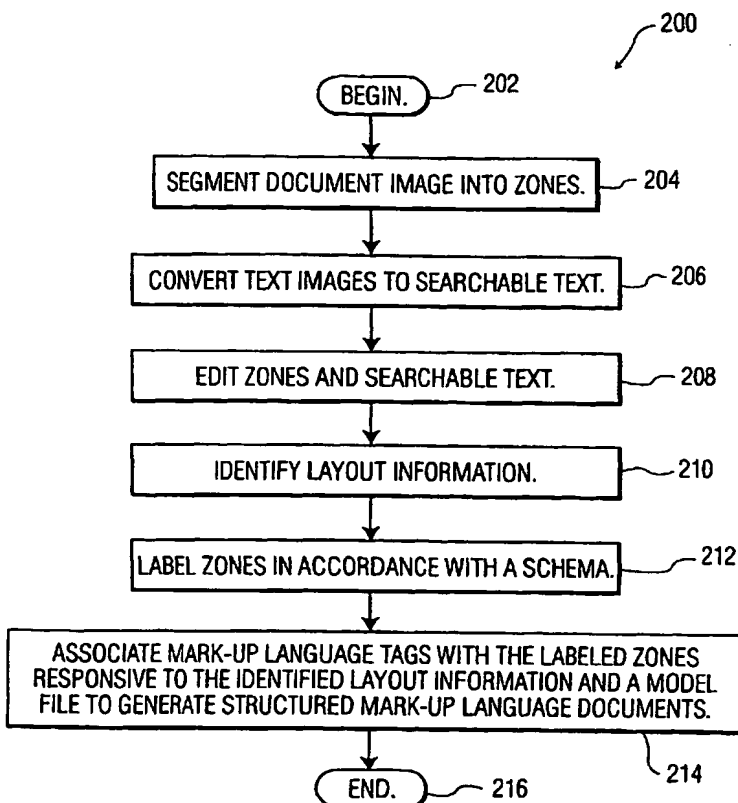 200
BEGIN. 202
SEGMENT DOCUMENT IMAGE INTO ZONES. 204
CONVERT TEXT IMAGES TO SEARCHABLE TEXT. 206
EDIT ZONES AND SEARCHABLE TEXT. 208
IDENTIFY LAYOUT INFORMATION. 210
LABEL ZONES IN ACCORDANCE WITH A SCHEMA. 212
ASSOCIATE MARK-UP LANGUAGE TAGS WITH THE LABELED ZONES
RESPONSIVE TO THE IDENTIFIED LAYOUT INFORMATION AND A MODEL
FILE TO GENERATE STRUCTURED MARK-UP LANGUAGE DOCUMENTS.
214
END. 216